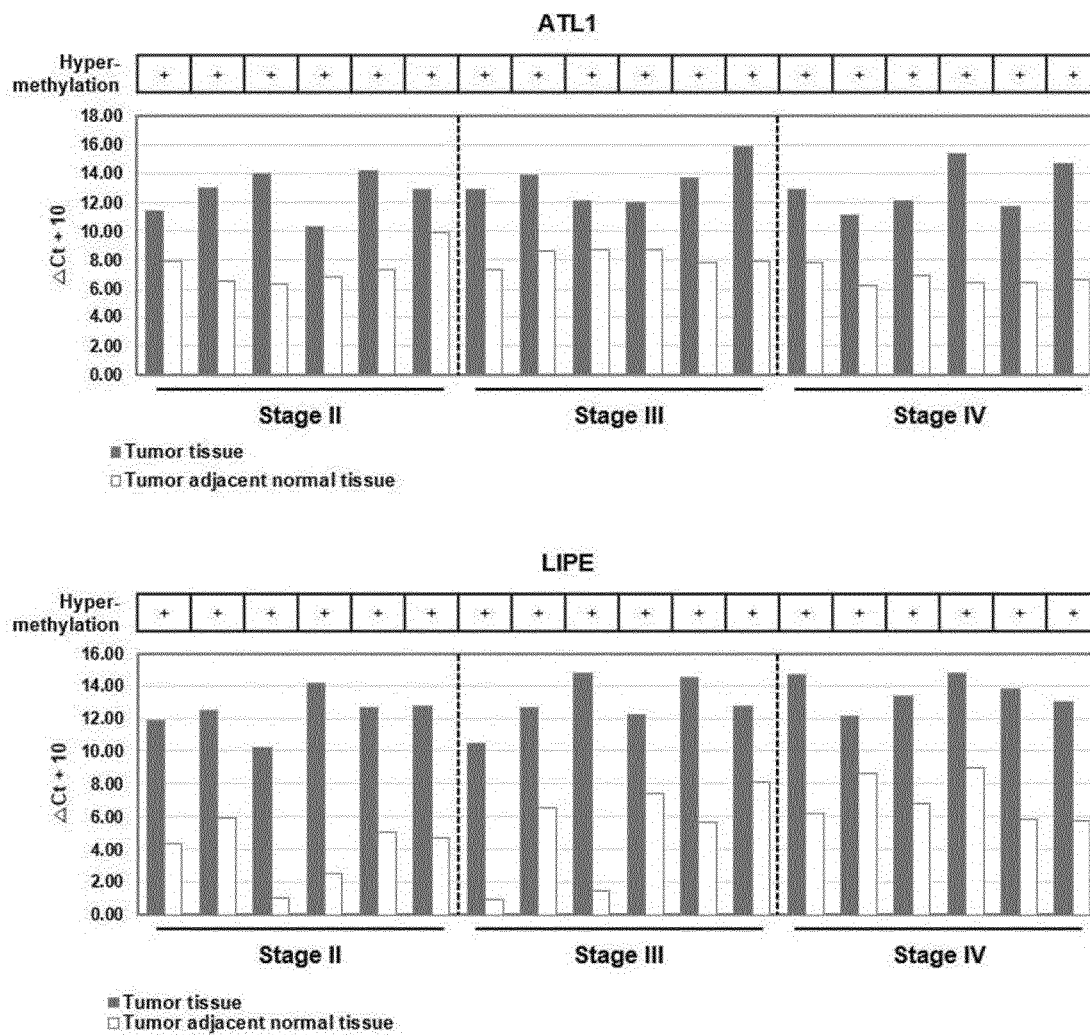 ATL1
Hyper-
methylation + + + + + + + + + + + + + + + + + +
18.00
16.00
14.00
12.00
10.00
8.00
6.00
4.00
2.00
0.00
△Ct + 10
Stage II Stage III Stage IV
Tumor tissue
Tumor adjacent normal tissue
LIPE
Hyper-
methylation + + + + + + + + + + + + + + + + + +
16.00
14.00
12.00
10.00
8.00
6.00
4.00
2.00
0.00
△Ct + 10
Stage II Stage III Stage IV
Tumor tissue
Tumor adjacent normal tissue